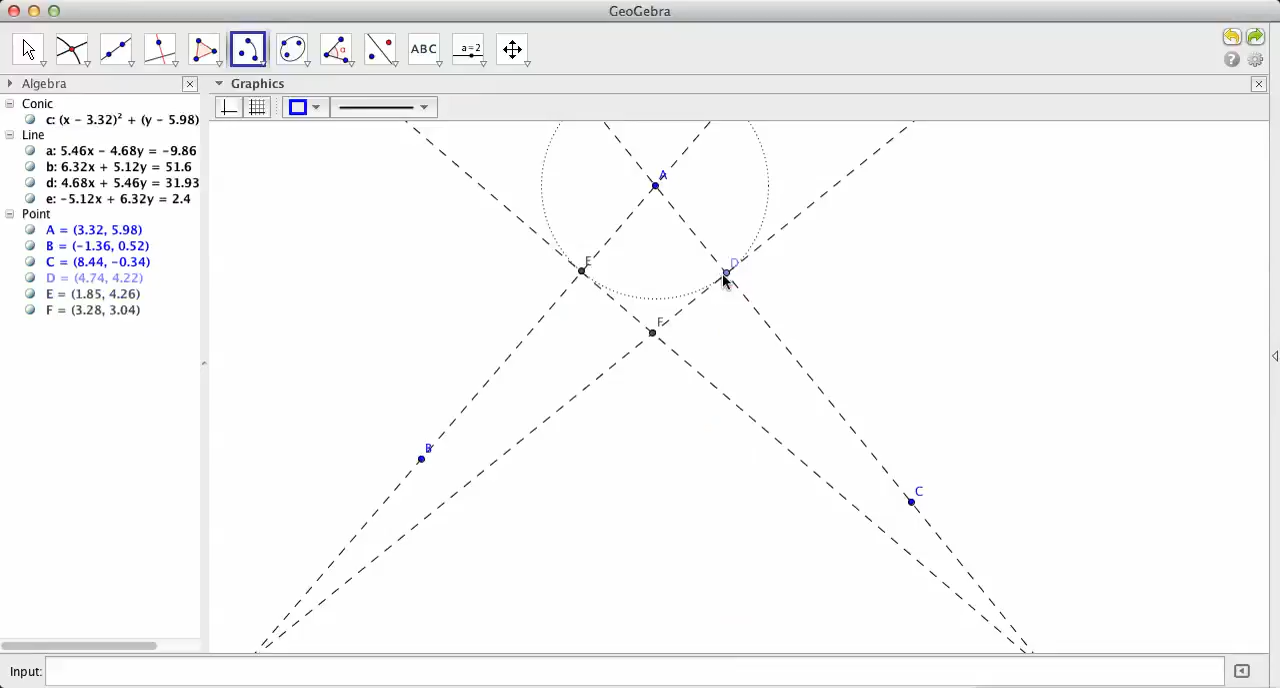 GeoGebra
α
ABC
a=2
?
Algebra
Graphics
Conic
c: (x − 3.32)² + (y − 5.98)
Line
a: 5.46x − 4.68y = −9.86
b: 6.32x + 5.12y = 51.6
d: 4.68x + 5.46y = 31.93
e: −5.12x + 6.32y = 2.4
Point
A = (3.32, 5.98)
B = (−1.36, 0.52)
C = (8.44, −0.34)
D = (4.74, 4.22)
E = (1.85, 4.26)
F = (3.28, 3.04)
A
E
D
F
B
C
Input: